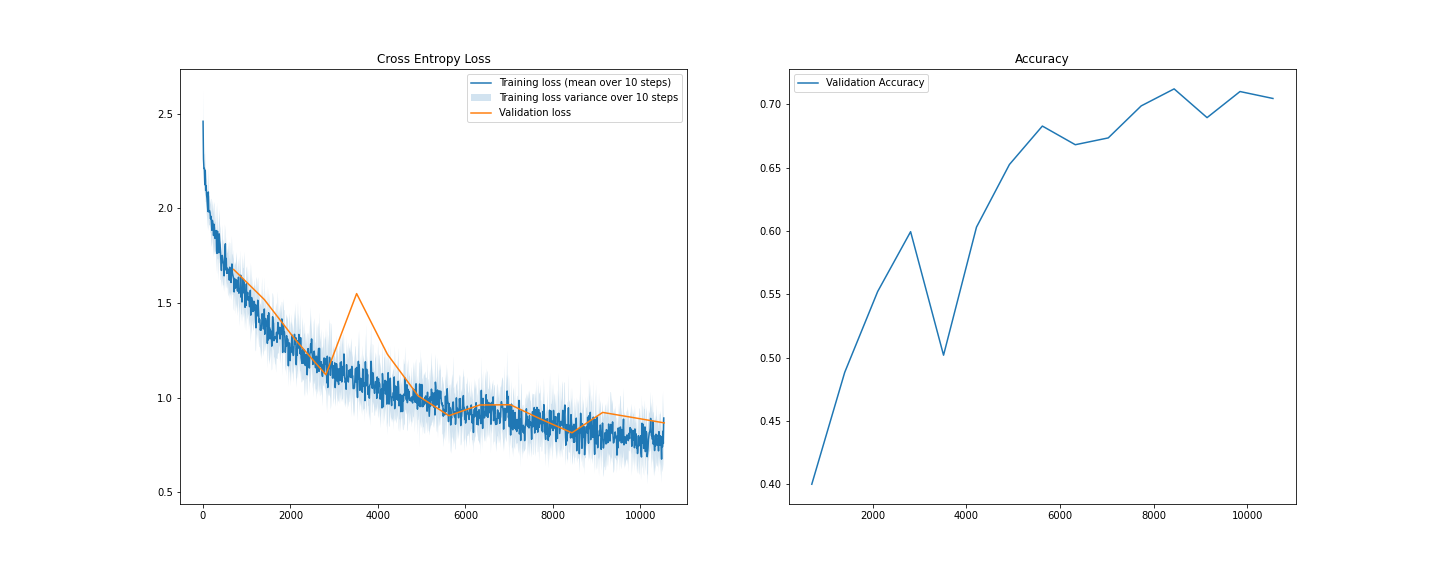 Cross Entropy Loss
Training loss (mean over 10 steps)
Training loss variance over 10 steps
Validation loss
2.5
2.0
1.5
1.0
0.5
0 2000 4000 6000 8000 10000
Accuracy
Validation Accuracy
0.70
0.65
0.60
0.55
0.50
0.45
0.40
2000 4000 6000 8000 10000